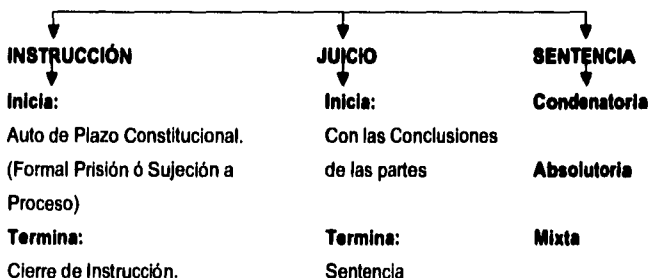 INSTRUCCIÓN
Inicia:
Auto de Plazo Constitucional.
(Formal Prisión ó Sujeción a
Proceso)
Termina:
Cierre de Instrucción.
JUICIO
Inicia:
Con las Conclusiones
de las partes
Termina:
Sentencia
SENTENCIA
Condenatoria
Absolutoria
Mixta